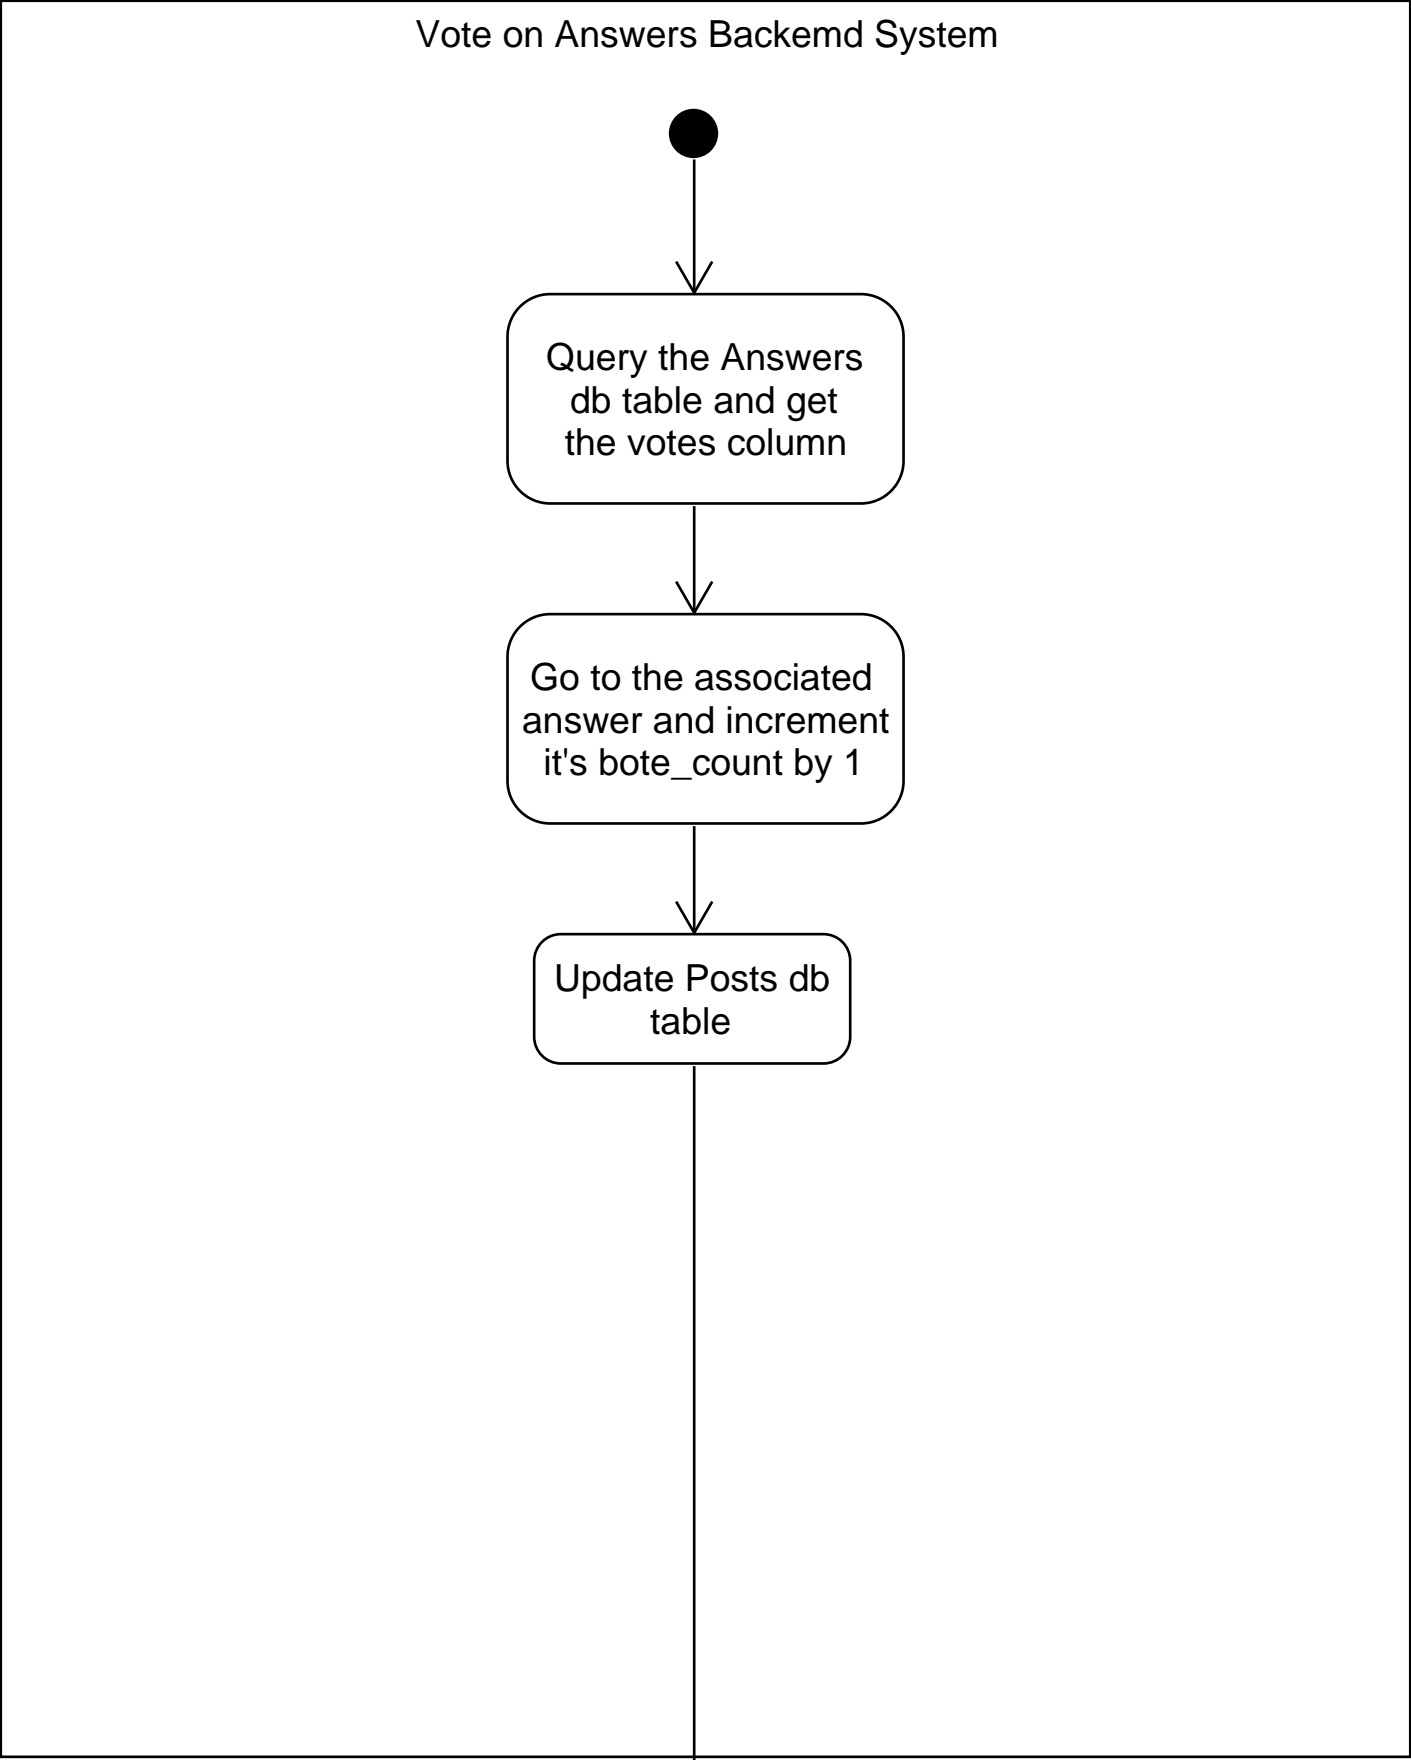 Vote on Answers Backemd System
Query the Answers
db table and get
the votes column
Go to the associated
answer and increment
it's bote_count by 1
Update Posts db
table